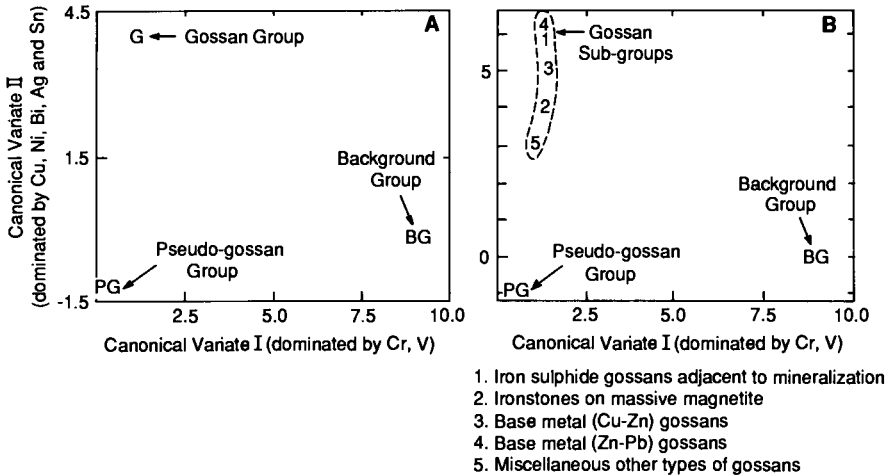 A
G
Gossan Group
Background
Group
BG
Pseudo-gossan
Group
PG
4.5
1.5
-1.5
2.5
5.0
7.5
10.0
Canonical Variate II
(dominated by Cu, Ni, Bi, Ag and Sn)
Canonical Variate I (dominated by Cr, V)
B
4
1
3
2
5
Gossan
Sub-groups
Background
Group
BG
Pseudo-gossan
Group
PG
5
0
2.5
5.0
7.5
10.0
Canonical Variate I (dominated by Cr, V)
1. Iron sulphide gossans adjacent to mineralization
2. Ironstones on massive magnetite
3. Base metal (Cu-Zn) gossans
4. Base metal (Zn-Pb) gossans
5. Miscellaneous other types of gossans